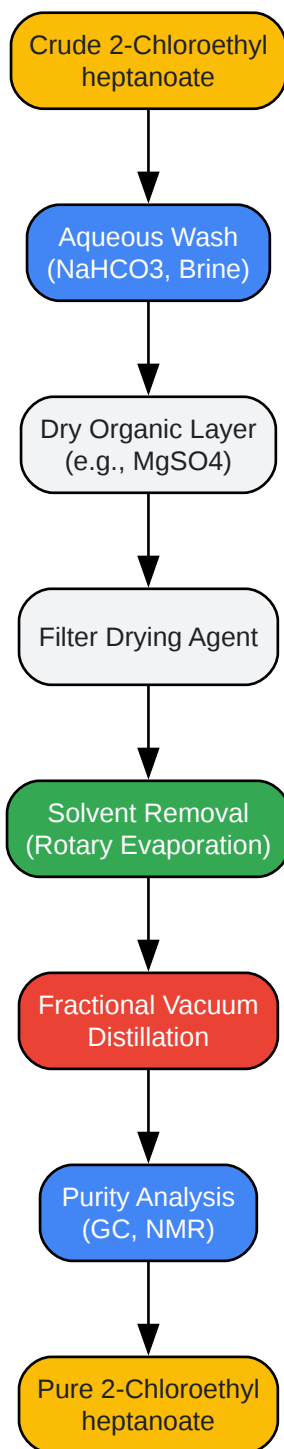 Crude 2-Chloroethyl
heptanoate
Aqueous Wash
(NaHCO3, Brine)
Dry Organic Layer
(e.g., MgSO4)
Filter Drying Agent
Solvent Removal
(Rotary Evaporation)
Fractional Vacuum
Distillation
Purity Analysis
(GC, NMR)
Pure 2-Chloroethyl
heptanoate